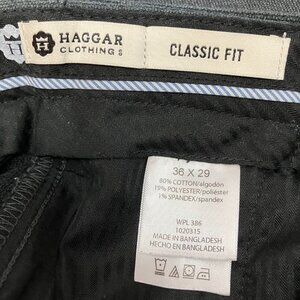 HAGGAR
CLOTHING
CLASSIC FIT
36 X 29
80% COTTON/algodón
19% POLYESTER/poliéster
1% SPANDEX/spandex
WPL 386
1020315
MADE IN BANGLADESH
HECHO EN BANGLADESH